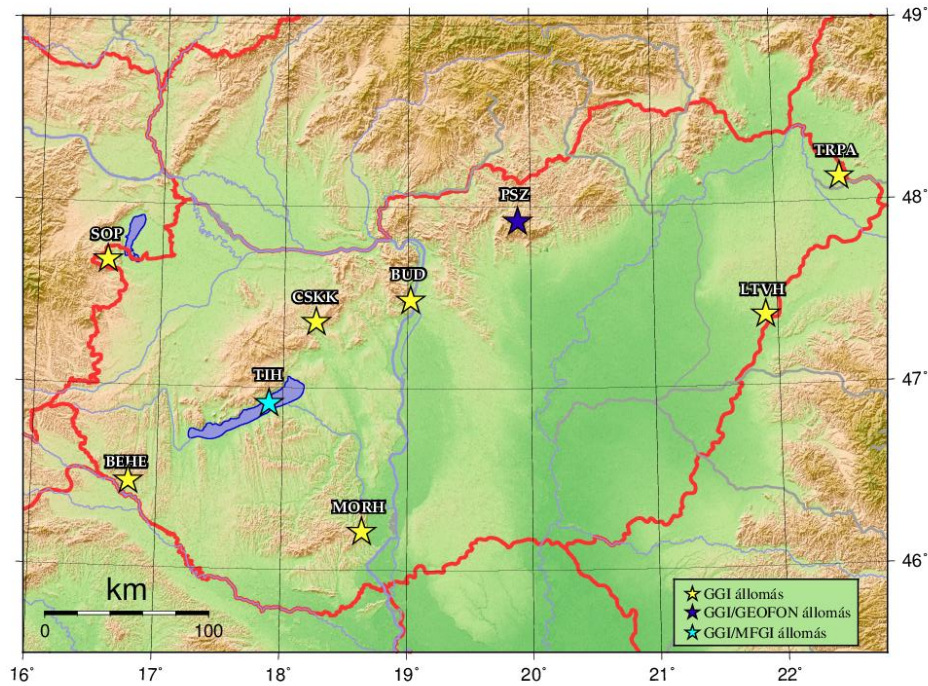 49°
TRPA
PSZ
48°
SOP
BUD
CSKK
LTVH
TIH
47°
BEHE
MORH
46°
km
0 100
GGI állomás
GGI/GEOFON állomás
GGI/MFGI állomás
16° 17 18 19 20 21 22